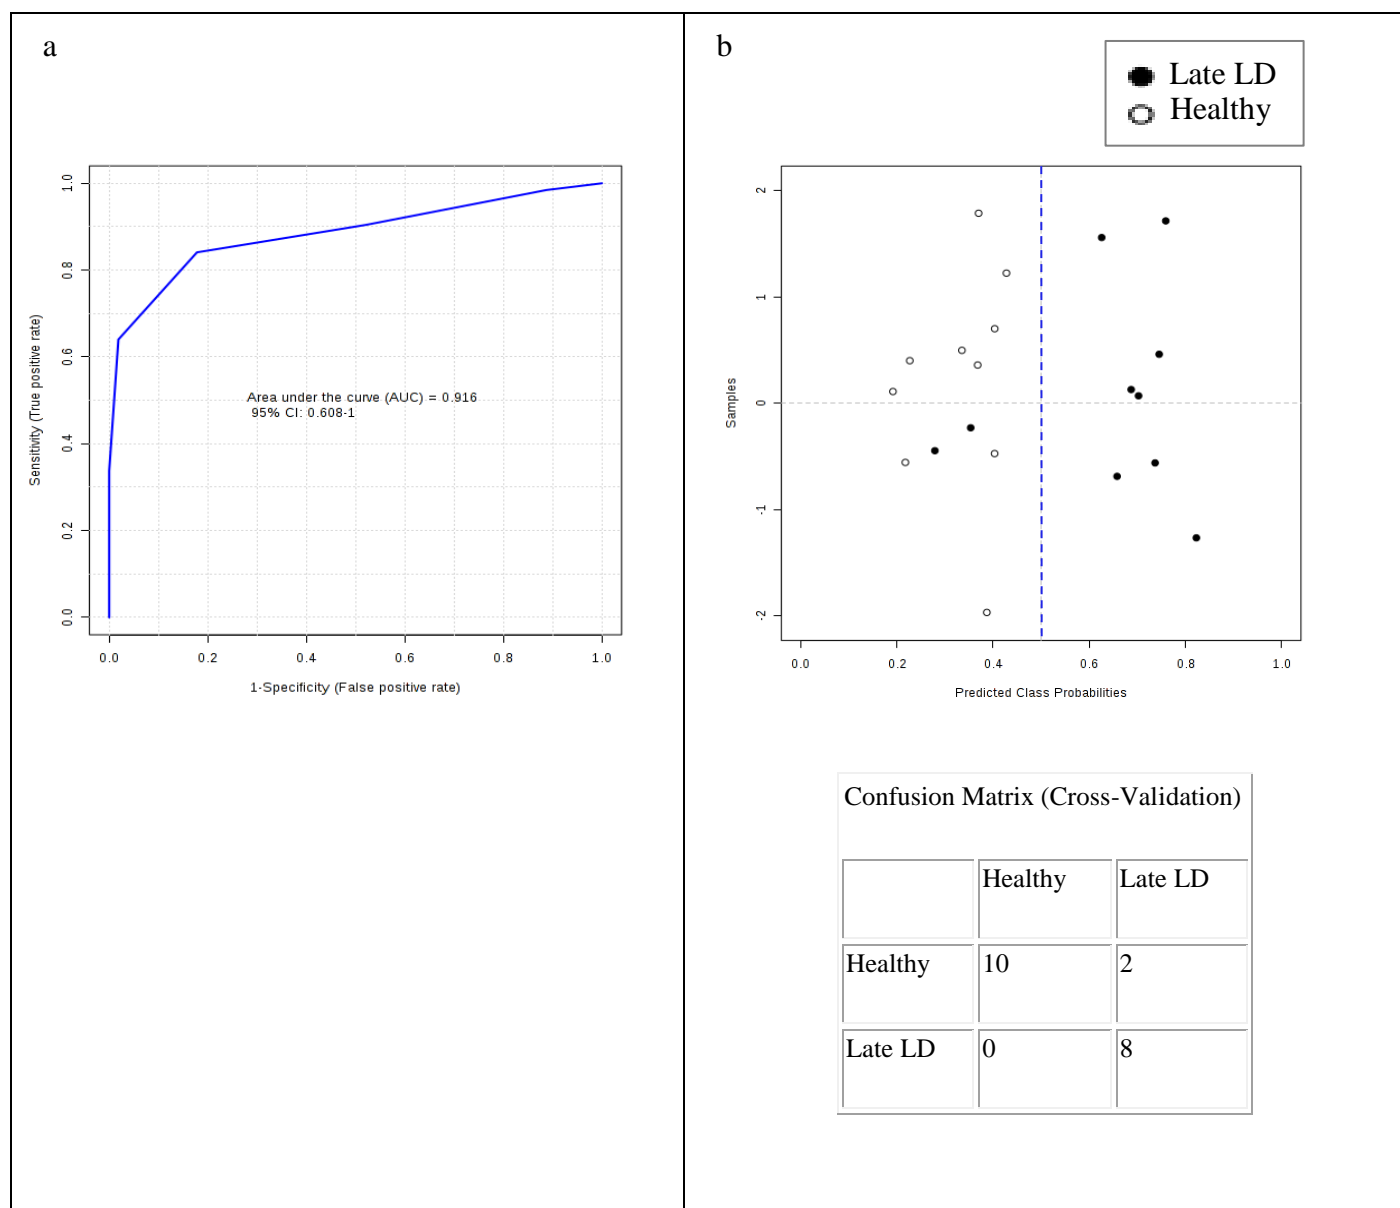 a
1.0
0.8
0.6
0.4
0.2
0.0
Sensitivity (True positive rate)
Area under the curve (AUC) = 0.916
95% CI: 0.608-1
0.0 0.2 0.4 0.6 0.8 1.0
1-Specificity (False positive rate)
b
Late LD
Healthy
2
1
0
-1
-2
Samples
0.0 0.2 0.4 0.6 0.8 1.0
Predicted Class Probabilities
Confusion Matrix (Cross-Validation)
Healthy Late LD
Healthy 10 2
Late LD 0 8